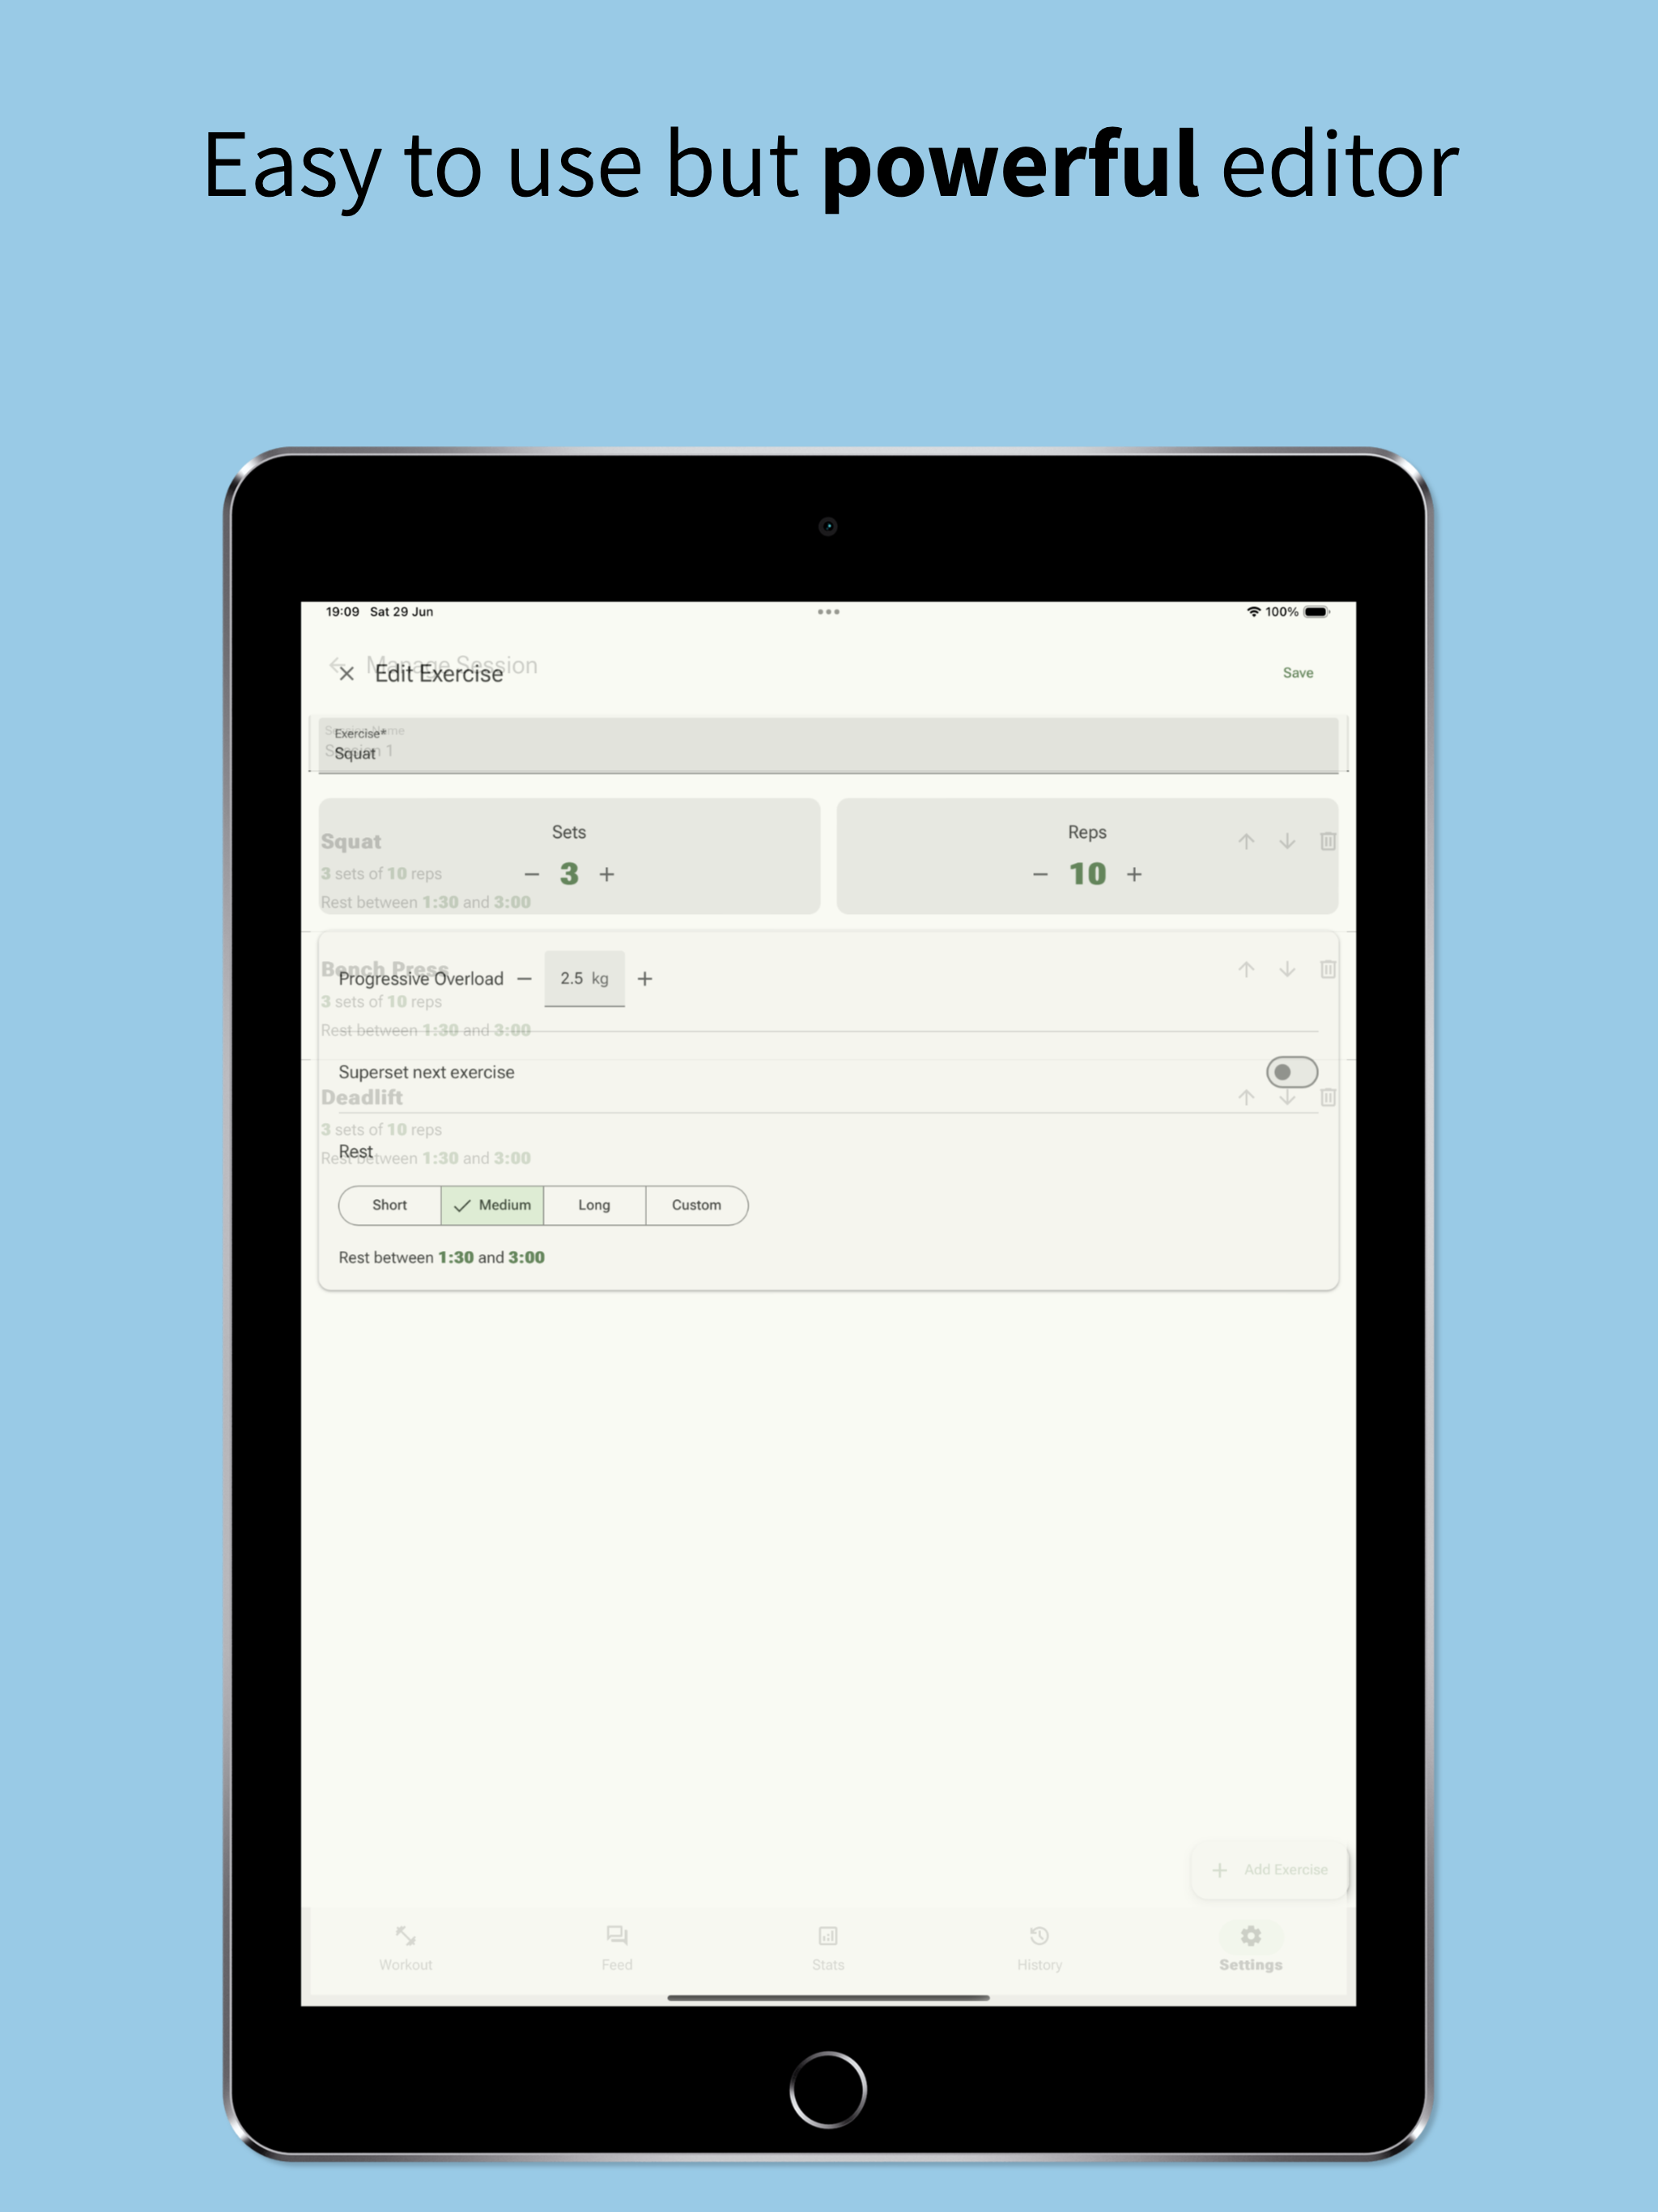 Easy to use but powerful editor
19:09 Sat 29 Jun
100%
Manage Session
Edit Exercise
Save
Session Name
Exercise*
Session 1
Squat
Sets
Reps
Squat
3
10
3 sets of 10 reps
Rest between 1:30 and 3:00
Bench Press
Progressive Overload
2.5 kg
3 sets of 10 reps
Rest between 1:30 and 3:00
Superset next exercise
Deadlift
3 sets of 10 reps
Rest
Rest between 1:30 and 3:00
Short
Medium
Long
Custom
Rest between 1:30 and 3:00
Add Exercise
Workout
Feed
Stats
History
Settings